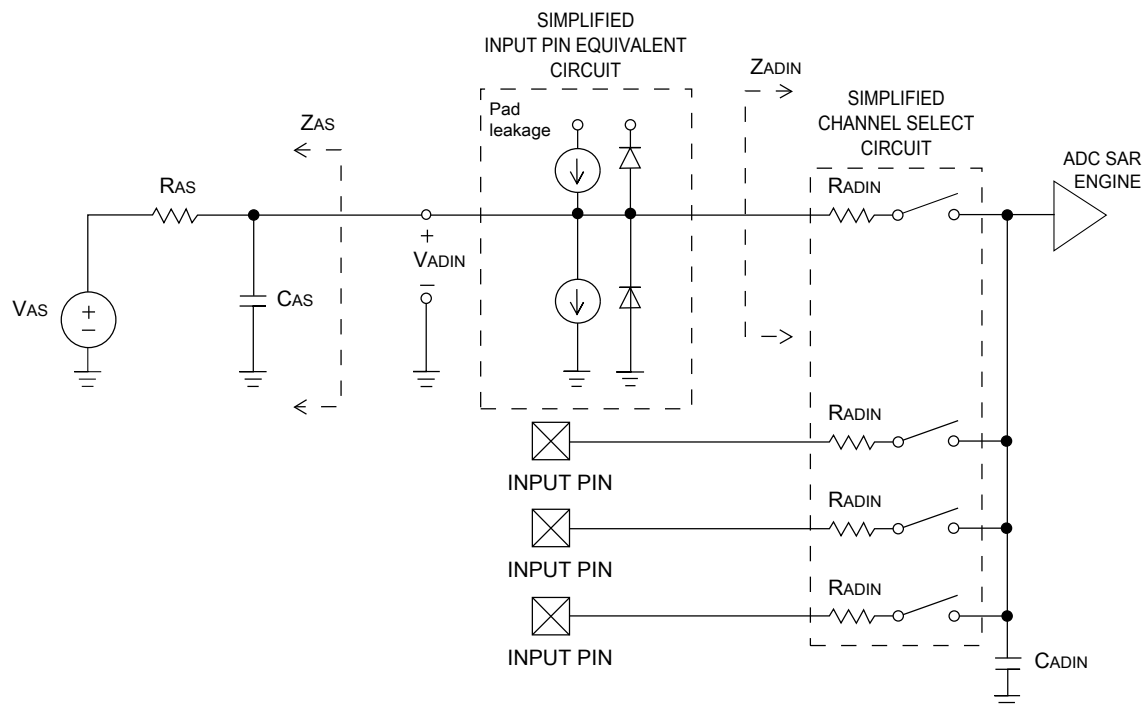 SIMPLIFIED
INPUT PIN EQUIVALENT
CIRCUIT
ZADIN
SIMPLIFIED
CHANNEL SELECT
CIRCUIT
Pad
leakage
ZAS
ADC SAR
ENGINE
RAS
RADIN
+
VADIN
−
CAS
VAS
+
−
RADIN
INPUT PIN
RADIN
INPUT PIN
RADIN
INPUT PIN
CADIN